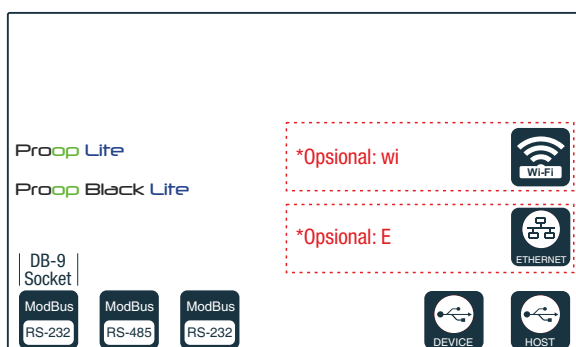 Proop Lite
*Opsional: wi
Wi-Fi
Proop Black Lite
*Opsional: E
ETHERNET
DB-9
Socket
ModBus
RS-232
ModBus
RS-485
ModBus
RS-232
DEVICE
HOST